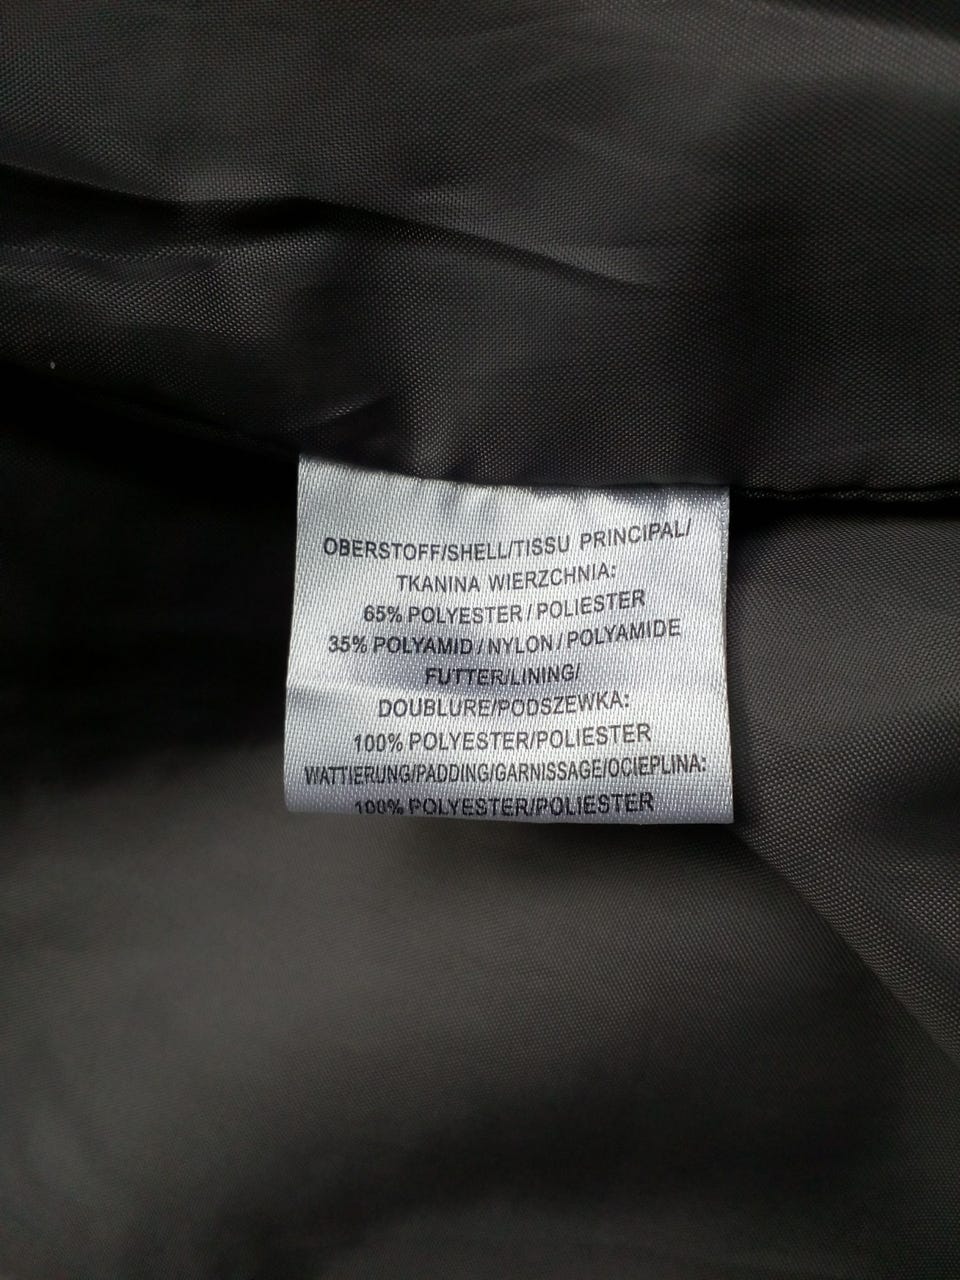 OBERSTOFF/SHELL/TISSU PRINCIPAL/
TKANINA WIERZCHNIA:
65% POLYESTER/POLIESTER
35% POLYAMID/NYLON/POLYAMIDE
FUTTER/LINING/
DOUBLURE/PODSZEWKA:
100% POLYESTER/POLIESTER
WATTIERUNG/PADDING/GARNISSAGE/OCIEPLINA:
100% POLYESTER/POLIESTER